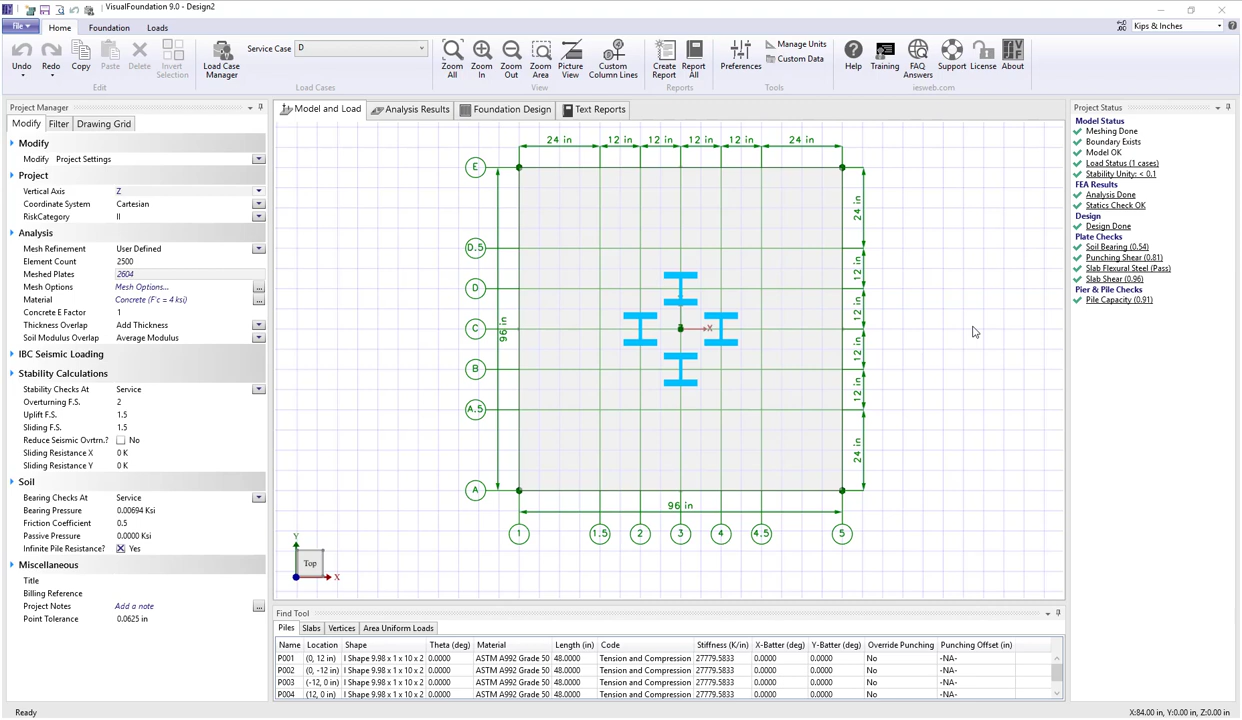 VisualFoundation 9.0 - Design2
File
Home
Foundation
Loads
Kips & Inches
Undo
Redo
Copy
Paste
Delete
Invert Selection
Edit
Load Case Manager
Service Case
D
Load Cases
Zoom All
Zoom In
Zoom Out
Zoom Area
Picture View
Custom Column Lines
View
Create Report
Report All
Reports
Preferences
Manage Units
Custom Data
Tools
Help
Training
FAQ Answers
Support
License
About
iesweb.com
Project Manager
Modify
Filter
Drawing Grid
Modify
Modify Project Settings
Project
Vertical Axis Z
Coordinate System Cartesian
RiskCategory II
Analysis
Mesh Refinement User Defined
Element Count 2500
Meshed Plates 2604
Mesh Options Mesh Options...
Material Concrete (F'c = 4 ksi)
Concrete E Factor 1
Thickness Overlap Add Thickness
Soil Modulus Overlap Average Modulus
IBC Seismic Loading
Stability Calculations
Stability Checks At Service
Overturning F.S. 2
Uplift F.S. 1.5
Sliding F.S. 1.5
Reduce Seismic Ovrtrn.? No
Sliding Resistance X 0 K
Sliding Resistance Y 0 K
Soil
Bearing Checks At Service
Bearing Pressure 0.00694 Ksi
Friction Coefficient 0.5
Passive Pressure 0.0000 Ksi
Infinite Pile Resistance? Yes
Miscellaneous
Title
Billing Reference
Project Notes Add a note
Point Tolerance 0.0625 in
Model and Load
Analysis Results
Foundation Design
Text Reports
24 in 12 in 12 in 12 in 12 in 24 in
E
D.5
D
C
B
A.5
A
96 in
X
24 in
12 in
12 in
12 in
12 in
24 in
96 in
1 1.5 2 3 4 4.5 5
Y
Top
X
Find Tool
Piles
Slabs
Vertices
Area Uniform Loads
Name Location Shape Theta (deg) Material Length (in) Code Stiffness (K/in) X-Batter (deg) Y-Batter (deg) Override Punching Punching Offset (in)
P001 (0, 12 in) I Shape 9.98 x 1 x 10 x 2 0.0000 ASTM A992 Grade 50 48.0000 Tension and Compression 27779.5833 0.0000 0.0000 No -NA-
P002 (0, -12 in) I Shape 9.98 x 1 x 10 x 2 0.0000 ASTM A992 Grade 50 48.0000 Tension and Compression 27779.5833 0.0000 0.0000 No -NA-
P003 (-12, 0 in) I Shape 9.98 x 1 x 10 x 2 0.0000 ASTM A992 Grade 50 48.0000 Tension and Compression 27779.5833 0.0000 0.0000 No -NA-
P004 (12, 0 in) I Shape 9.98 x 1 x 10 x 2 0.0000 ASTM A992 Grade 50 48.0000 Tension and Compression 27779.5833 0.0000 0.0000 No -NA-
Project Status
Model Status
Meshing Done
Boundary Exists
Model OK
Load Status (1 cases)
Stability Unity: < 0.1
FEA Results
Analysis Done
Statics Check OK
Design
Design Done
Plate Checks
Soil Bearing (0.54)
Punching Shear (0.81)
Slab Flexural Steel (Pass)
Slab Shear (0.96)
Pier & Pile Checks
Pile Capacity (0.91)
Ready
X:84.00 in, Y:0.00 in, Z:0.00 in